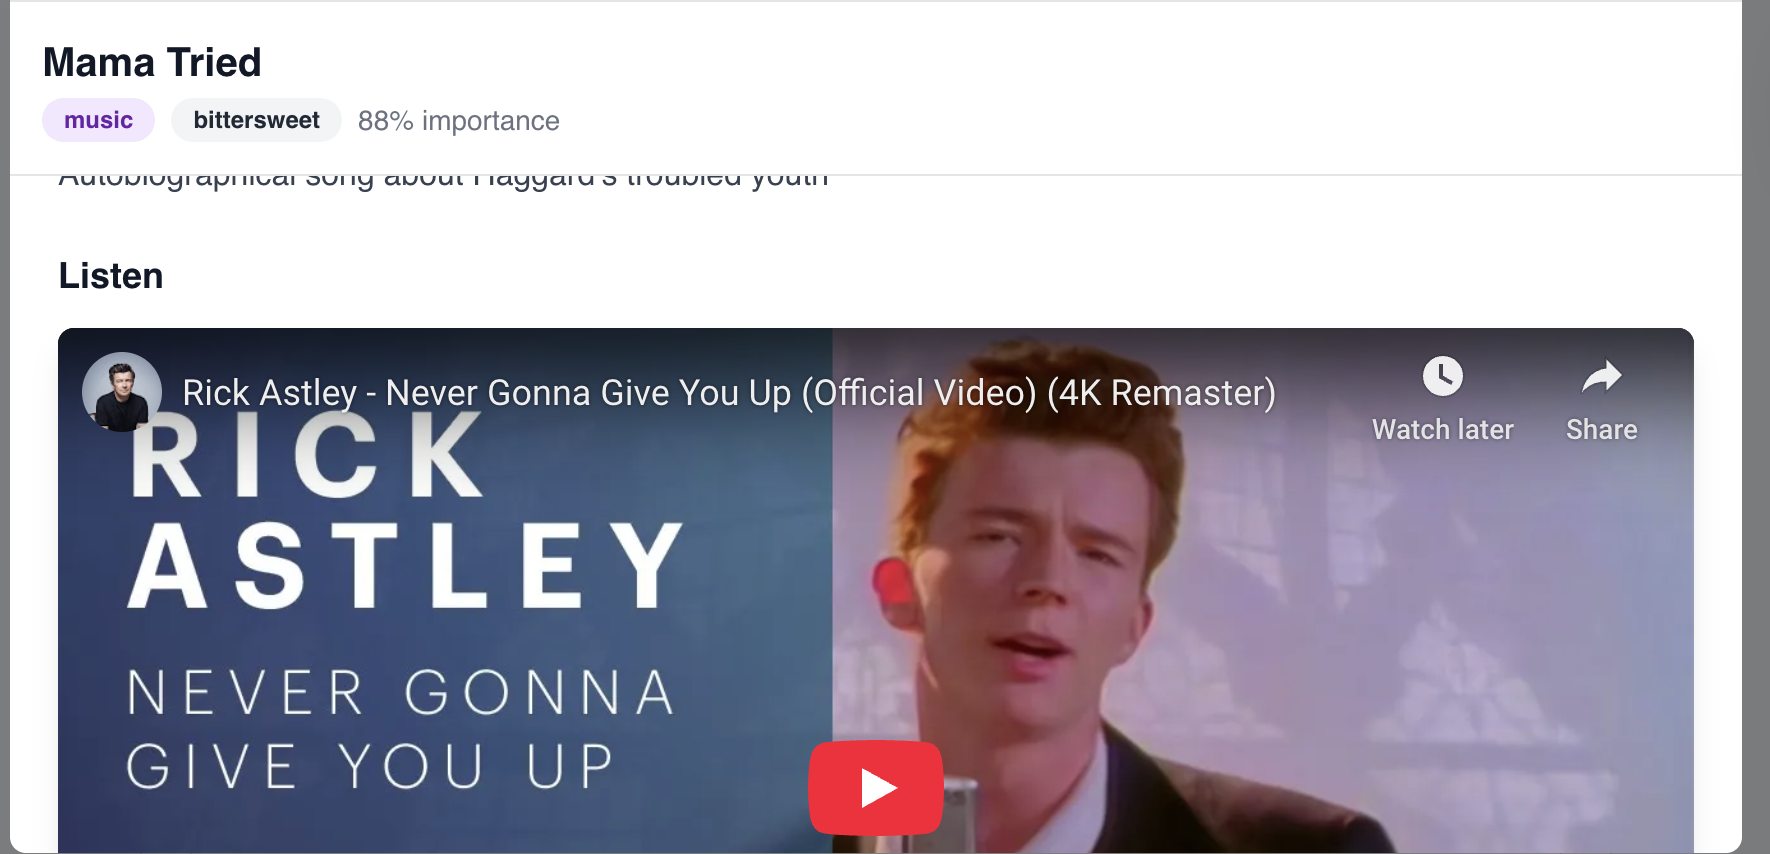 Mama Tried
music bittersweet 88% importance
Autobiographical song about Haggard's troubled youth
Listen
Rick Astley - Never Gonna Give You Up (Official Video) (4K Remaster)
Watch later Share
RICK
ASTLEY
NEVER GONNA
GIVE YOU UP